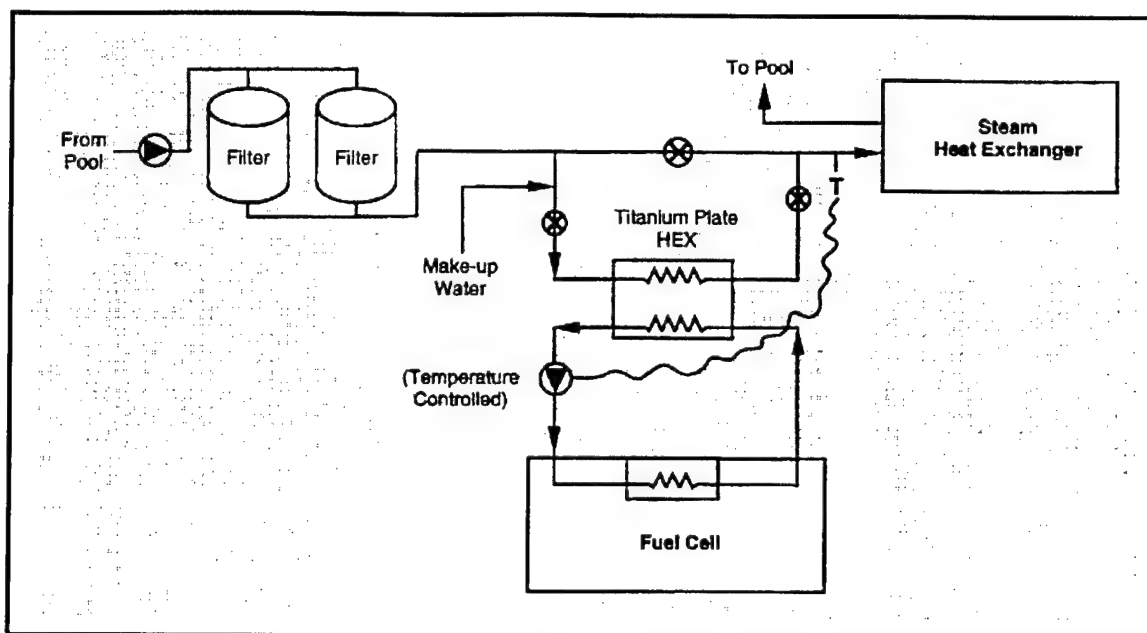 To Pool
Steam
Heat Exchanger
From
Pool
Filter
Filter
T
Titanium Plate
HEX
Make-up
Water
(Temperature
Controlled)
Fuel Cell